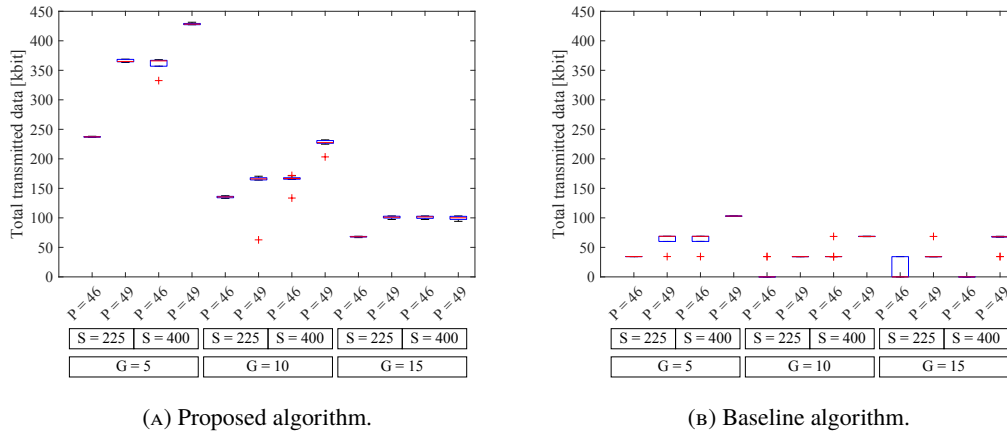 Total transmitted data [kbit]
450
400
350
300
250
200
150
100
50
0
P = 46
P = 49
P = 46
P = 49
P = 46
P = 49
P = 46
P = 49
P = 46
P = 49
P = 46
P = 49
S = 225 S = 400 S = 225 S = 400 S = 225 S = 400
G = 5 G = 10 G = 15
(A) Proposed algorithm.
Total transmitted data [kbit]
450
400
350
300
250
200
150
100
50
0
P = 46
P = 49
P = 46
P = 49
P = 46
P = 49
P = 46
P = 49
P = 46
P = 49
P = 46
P = 49
S = 225 S = 400 S = 225 S = 400 S = 225 S = 400
G = 5 G = 10 G = 15
(B) Baseline algorithm.